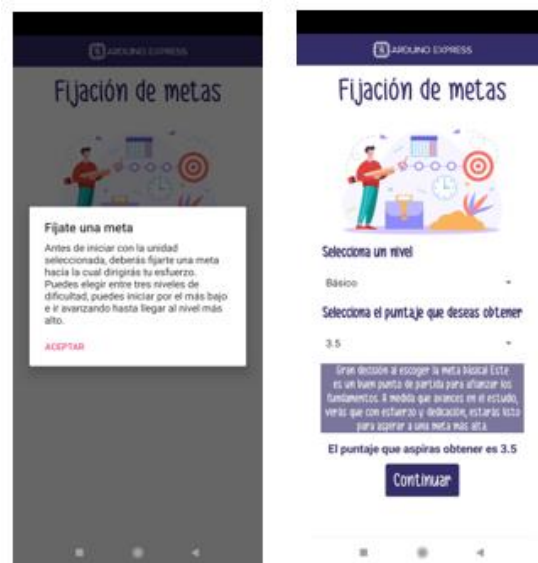 ARDUINO EXPRESS
Fijación de metas
Fíjate una meta
Antes de iniciar con la unidad
seleccionada, deberás fijarte una meta
hacia la cual dirigirás tu esfuerzo.
Puedes elegir entre tres niveles de
dificultad, puedes iniciar por el más bajo
e ir avanzando hasta llegar al nivel más
alto.
ACEPTAR
ARDUINO EXPRESS
Fijación de metas
Selecciona un nivel
Básico
Selecciona el puntaje que deseas obtener
3.5
Gran decisión al escoger la meta básica! Este
es un buen punto de partida para afianzar los
fundamentos. A medida que avances en el estudio,
verás que con esfuerzo y dedicación, estarás listo
para aspirar a una meta más alta.
El puntaje que aspiras obtener es 3.5
Continuar